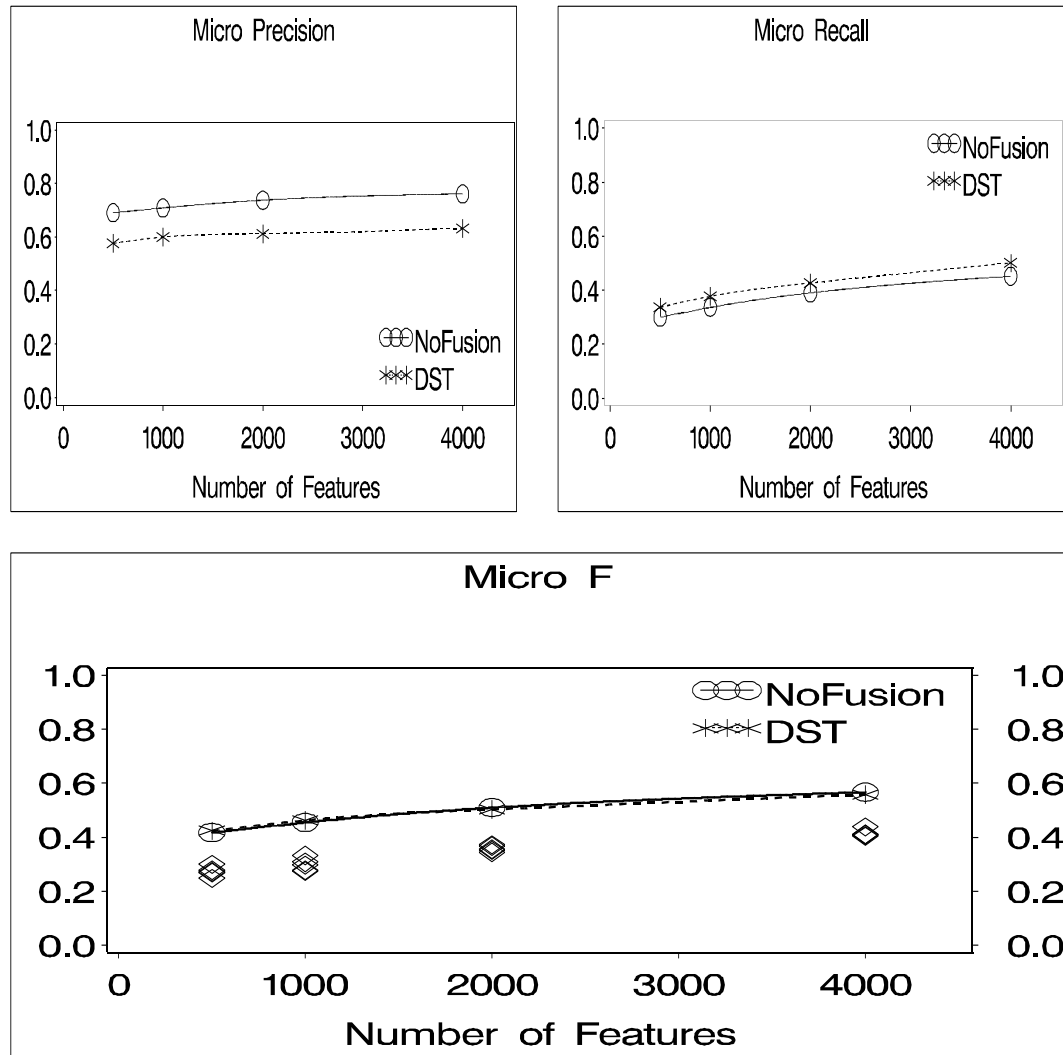 Micro Precision
1.0
0.8
0.6
0.4
0.2
0.0
NoFusion
DST
0 1000 2000 3000 4000
Number of Features
Micro Recall
1.0
0.8
0.6
0.4
0.2
0.0
NoFusion
DST
0 1000 2000 3000 4000
Number of Features
Micro F
1.0 1.0
0.8 0.8
0.6 0.6
0.4 0.4
0.2 0.2
0.0 0.0
NoFusion
DST
0 1000 2000 3000 4000
Number of Features